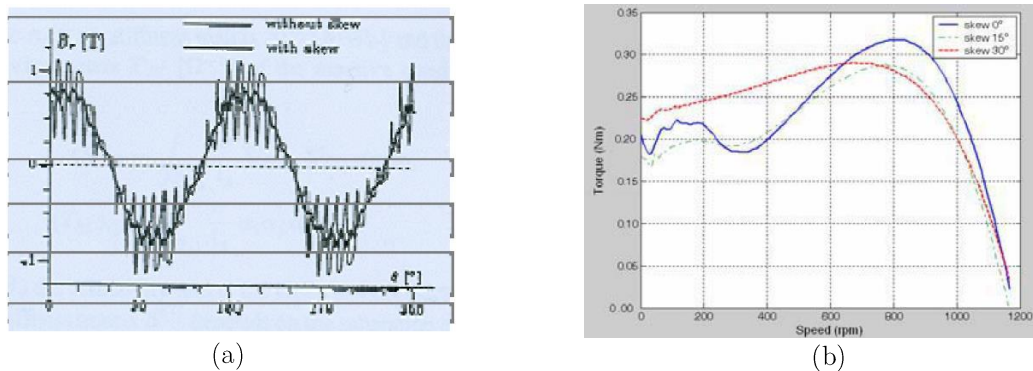 without skew
with skew
B_r [T]
1
0
-1
θ [°]
0 90 180 270 360
(a)
0.35
0.30
0.25
0.20
0.15
0.10
0.05
0.00
Torque (Nm)
skew 0°
skew 15°
skew 30°
0 200 400 600 800 1000 1200
Speed (rpm)
(b)